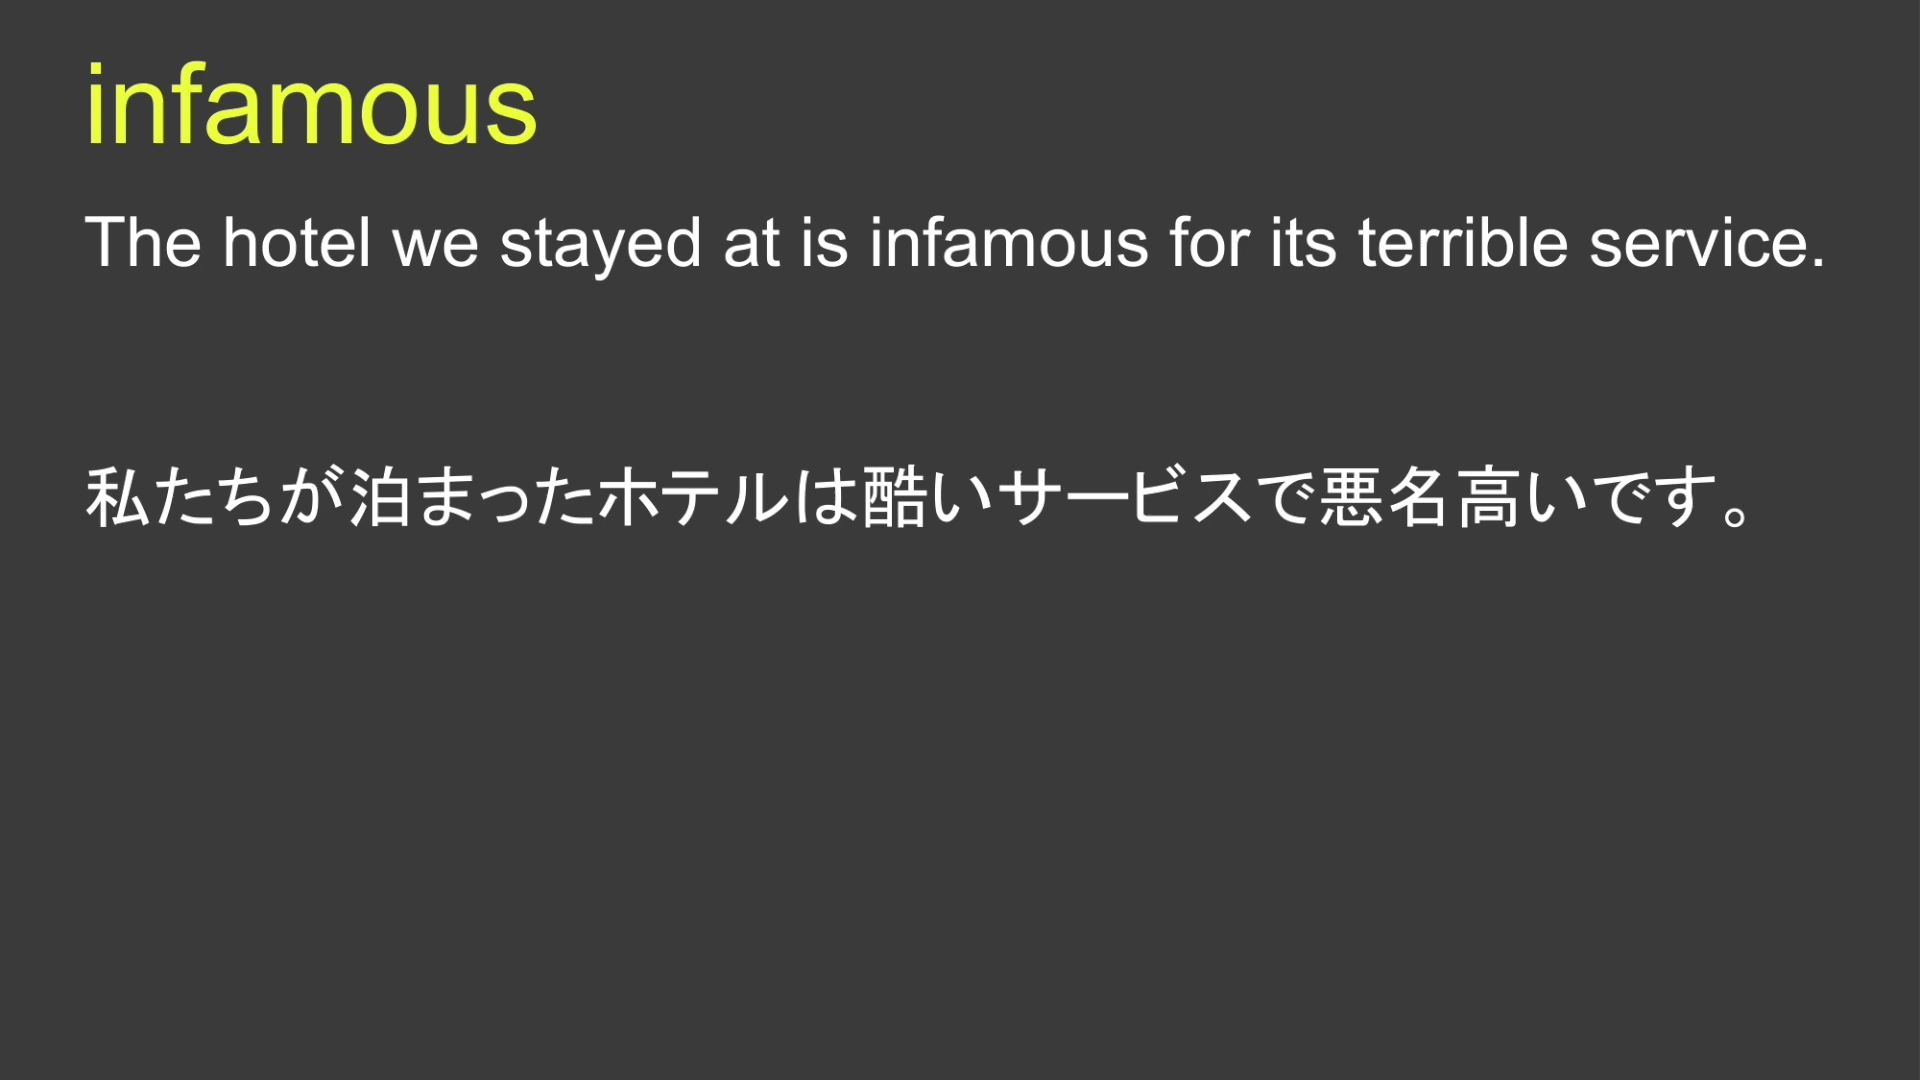 infamous
The hotel we stayed at is infamous for its terrible service.
私たちが泊まったホテルは酷いサービスで悪名高いです。